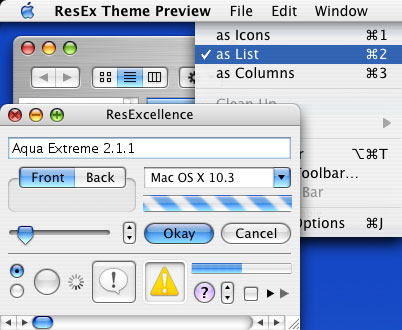 ResEx Theme Preview File Edit Window
as Icons ⌘1
✓ as List ⌘2
as Columns ⌘3
Clean Up
ResExcellence
Aqua Extreme 2.1.1
⌥⌘T
Front Back
Mac OS X 10.3
Toolbar...
Bar
Okay Cancel
Options ⌘J
?